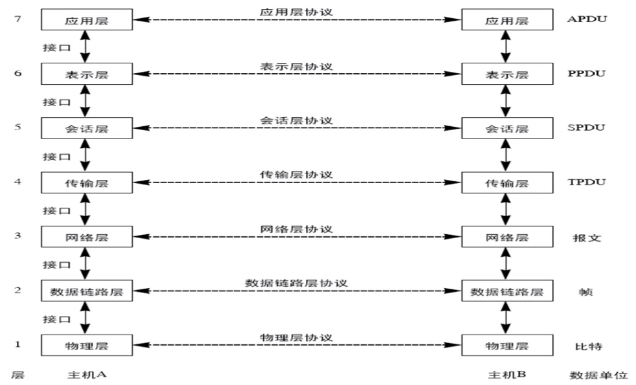 7 应用层 应用层协议 应用层 APDU
接口
6 表示层 表示层协议 表示层 PPDU
接口
5 会话层 会话层协议 会话层 SPDU
接口
4 传输层 传输层协议 传输层 TPDU
接口
3 网络层 网络层协议 网络层 报文
接口
2 数据链路层 数据链路层协议 数据链路层 帧
接口
1 物理层 物理层协议 物理层 比特
层 主机A 主机B 数据单位